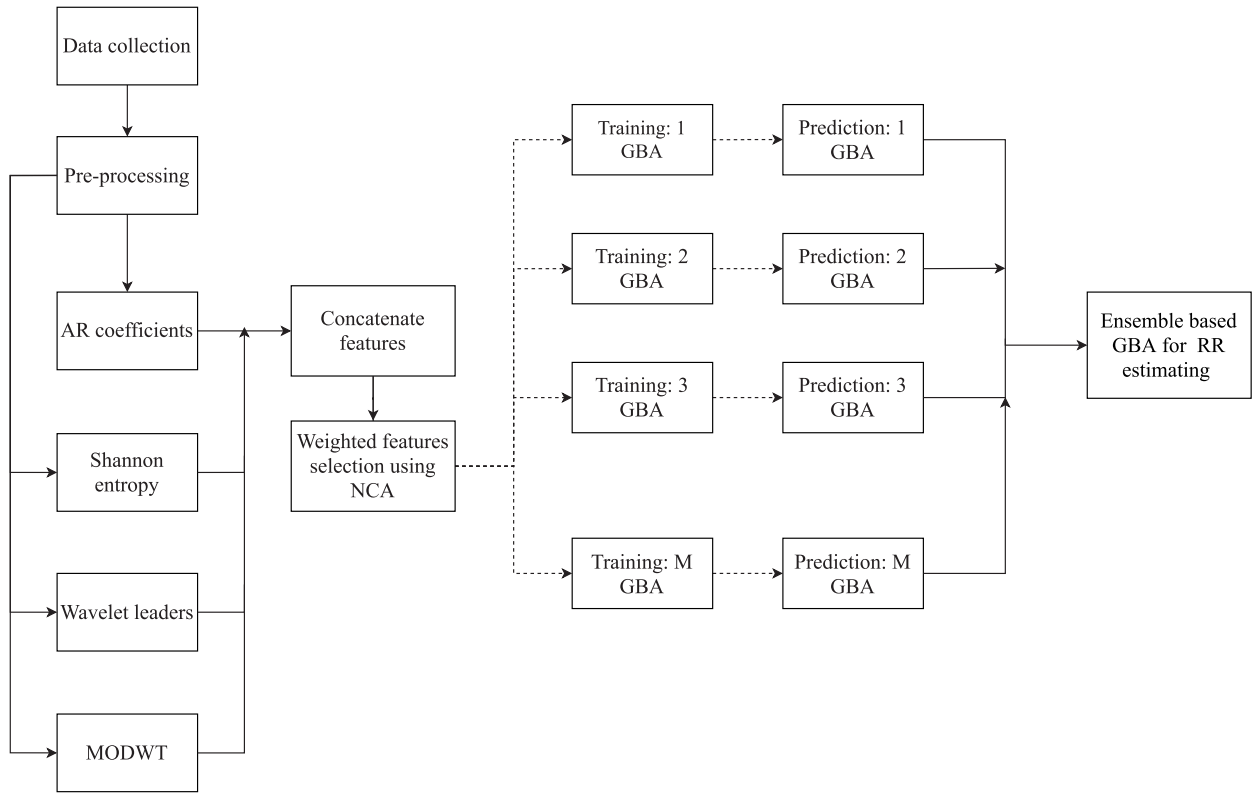 Data collection
Pre-processing
AR coefficients
Shannon
entropy
Wavelet leaders
MODWT
Concatenate
features
Weighted features
selection using
NCA
Training: 1
GBA
Prediction: 1
GBA
Training: 2
GBA
Prediction: 2
GBA
Training: 3
GBA
Prediction: 3
GBA
Training: M
GBA
Prediction: M
GBA
Ensemble based
GBA for RR
estimating